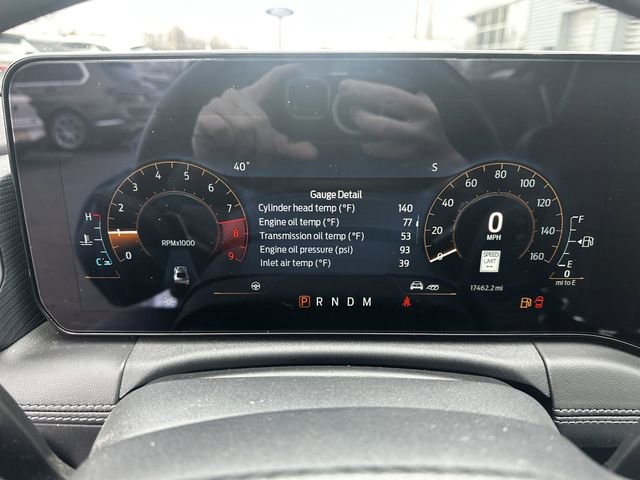 40° S
Gauge Detail
Cylinder head temp (°F) 140
Engine oil temp (°F) 77
Transmission oil temp (°F) 53
Engine oil pressure (psi) 93
Inlet air temp (°F) 39
0 1 2 3 4 5 6 7 8 9
RPMx1000
H
C
0 20 40 60 80 100 120 140 160
0
MPH
SPEED
LIMIT
--
F
E
0
mi to E
P R N D M
17462.2 mi